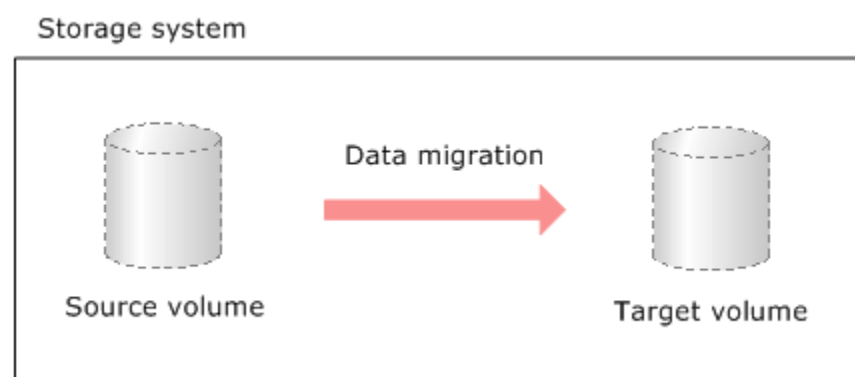 Storage system
Data migration
Source volume
Target volume